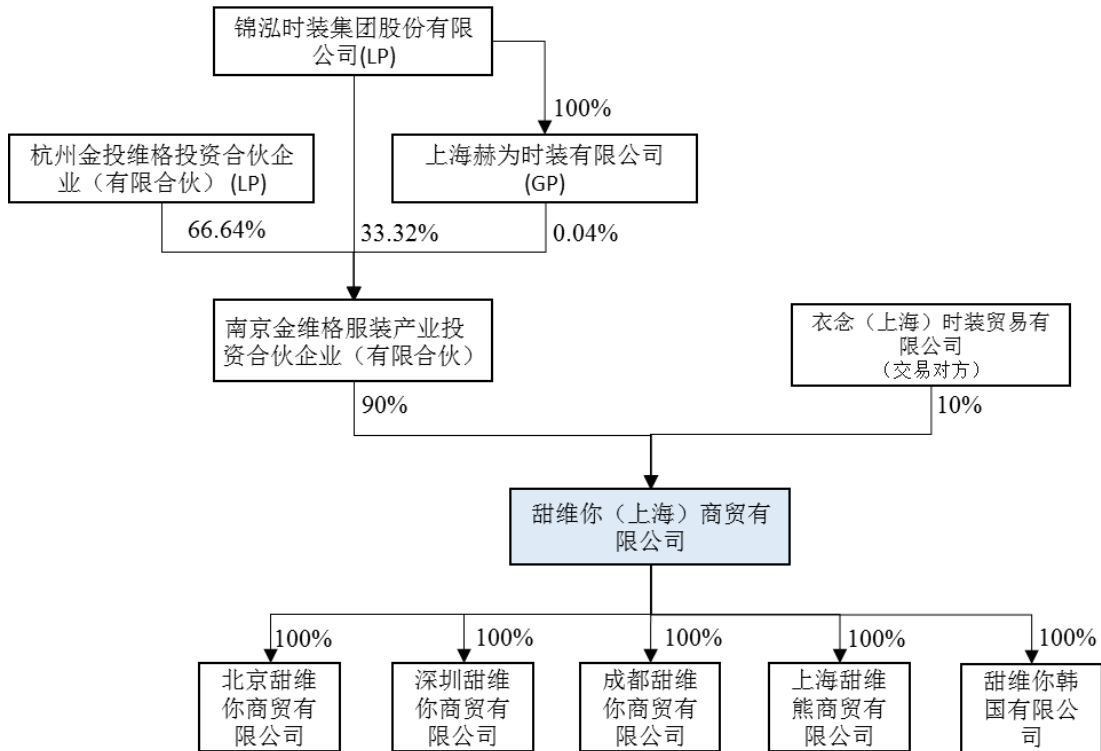 锦泓时装集团股份有限
公司(LP)
100%
杭州金投维格投资合伙企
业（有限合伙）(LP)
上海赫为时装有限公司
(GP)
66.64%
33.32%
0.04%
南京金维格服装产业投
资合伙企业（有限合伙）
衣念（上海）时装贸易有
限公司
（交易对方）
90%
10%
甜维你（上海）商贸有
限公司
100%
100%
100%
100%
100%
北京甜维
你商贸有
限公司
深圳甜维
你商贸有
限公司
成都甜维
你商贸有
限公司
上海甜维
熊商贸有
限公司
甜维你韩
国有限公
司